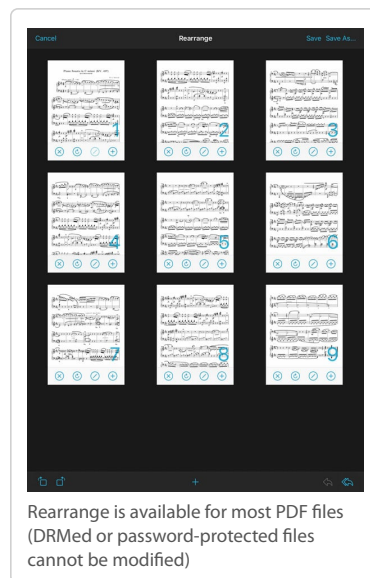 Cancel
Rearrange
Save Save As...
1
2
3
4
5
6
7
8
9
Rearrange is available for most PDF files
(DRMed or password-protected files
cannot be modified)